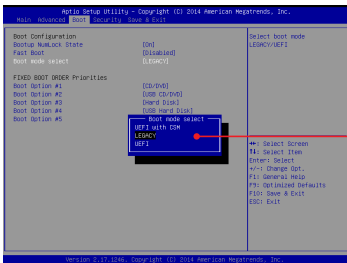 Aptio Setup Utility – Copyright (C) 2014 American Megatrends, Inc.
Main Advanced Boot Security Save & Exit
Boot Configuration
Bootup NumLock State [On]
Fast Boot [Disabled]
Boot mode select [LEGACY]
FIXED BOOT ORDER Priorities
Boot Option #1 [CD/DVD]
Boot Option #2 [USB CD/DVD]
Boot Option #3 [Hard Disk]
Boot Option #4 [USB Hard Disk]
Boot Option #5
Boot mode select
UEFI with CSM
LEGACY
UEFI
Select boot mode
LEGACY/UEFI
→←: Select Screen
↑↓: Select Item
Enter: Select
+/-: Change Opt.
F1: General Help
F9: Optimized Defaults
F10: Save & Exit
ESC: Exit
Version 2.17.1246. Copyright (C) 2014 American Megatrends, Inc.